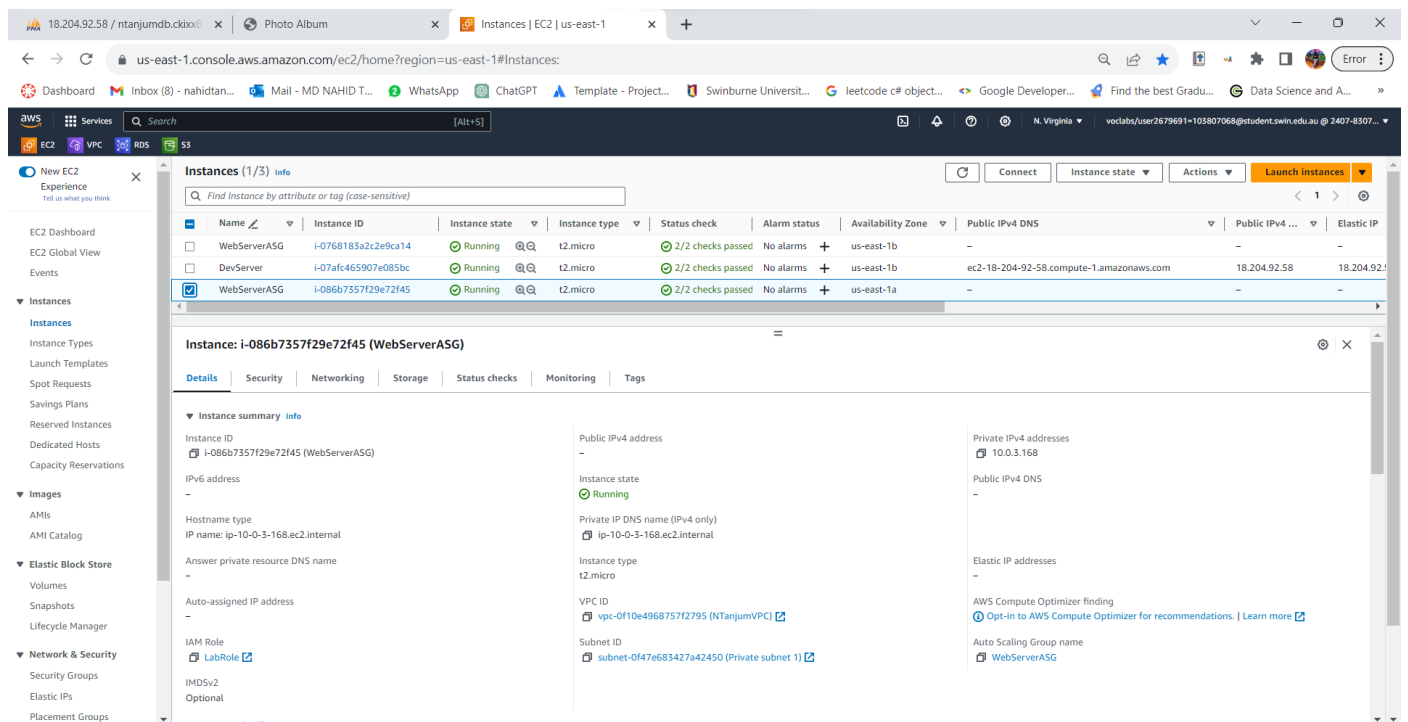 18.204.92.58 / ntanjumdb.ckixx8
Photo Album
Instances | EC2 | us-east-1
us-east-1.console.aws.amazon.com/ec2/home?region=us-east-1#Instances:
Error
Dashboard
Inbox (8) - nahidtan...
Mail - MD NAHID T...
WhatsApp
ChatGPT
Template - Project...
Swinburne Universit...
leetcode c# object...
Google Developer...
Find the best Gradu...
Data Science and A...
»
aws
Services
Search
[Alt+S]
N. Virginia
voclabs/user2679691=103807068@student.swin.edu.au @ 2407-8307...
EC2
VPC
RDS
S3
New EC2
Experience
Tell us what you think
EC2 Dashboard
EC2 Global View
Events
Instances
Instances
Instance Types
Launch Templates
Spot Requests
Savings Plans
Reserved Instances
Dedicated Hosts
Capacity Reservations
Images
AMIs
AMI Catalog
Elastic Block Store
Volumes
Snapshots
Lifecycle Manager
Network & Security
Security Groups
Elastic IPs
Placement Groups
Instances (1/3) Info
Connect
Instance state
Actions
Launch instances
Find Instance by attribute or tag (case-sensitive)
1
Name Instance ID Instance state Instance type Status check Alarm status Availability Zone Public IPv4 DNS Public IPv4 ... Elastic IP
WebServerASG i-0768183a2c2e9ca14 Running t2.micro 2/2 checks passed No alarms + us-east-1b – – –
DevServer i-07afc465907e085bc Running t2.micro 2/2 checks passed No alarms + us-east-1b ec2-18-204-92-58.compute-1.amazonaws.com 18.204.92.58 18.204.92.5
WebServerASG i-086b7357f29e72f45 Running t2.micro 2/2 checks passed No alarms + us-east-1a – – –
Instance: i-086b7357f29e72f45 (WebServerASG)
Details
Security
Networking
Storage
Status checks
Monitoring
Tags
Instance summary Info
Instance ID
i-086b7357f29e72f45 (WebServerASG)
Public IPv4 address
–
Private IPv4 addresses
10.0.3.168
IPv6 address
–
Instance state
Running
Public IPv4 DNS
–
Hostname type
IP name: ip-10-0-3-168.ec2.internal
Private IP DNS name (IPv4 only)
ip-10-0-3-168.ec2.internal
Answer private resource DNS name
–
Instance type
t2.micro
Elastic IP addresses
–
Auto-assigned IP address
–
VPC ID
vpc-0f10e4968757f2795 (NTanjumVPC)
AWS Compute Optimizer finding
Opt-in to AWS Compute Optimizer for recommendations. | Learn more
IAM Role
LabRole
Subnet ID
subnet-0f47e683427a42450 (Private subnet 1)
Auto Scaling Group name
WebServerASG
IMDSv2
Optional